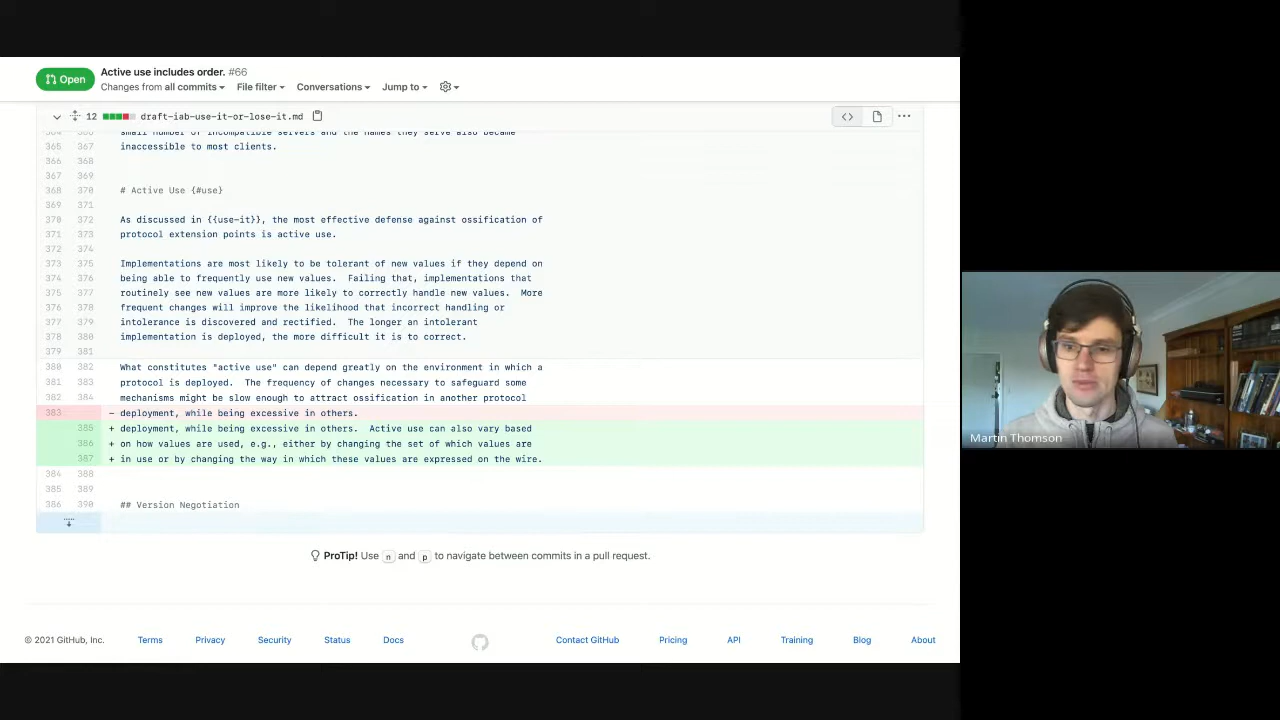 Open
Active use includes order. #66
Changes from all commits File filter Conversations Jump to
12 draft-iab-use-it-or-lose-it.md
364 366 small number of incompatible servers and the names they serve also became
365 367 inaccessible to most clients.
366 368
367 369
368 370 # Active Use {#use}
369 371
370 372 As discussed in {{use-it}}, the most effective defense against ossification of
371 373 protocol extension points is active use.
372 374
373 375 Implementations are most likely to be tolerant of new values if they depend on
374 376 being able to frequently use new values.  Failing that, implementations that
375 377 routinely see new values are more likely to correctly handle new values.  More
376 378 frequent changes will improve the likelihood that incorrect handling or
377 379 intolerance is discovered and rectified.  The longer an intolerant
378 380 implementation is deployed, the more difficult it is to correct.
379 381
380 382 What constitutes "active use" can depend greatly on the environment in which a
381 383 protocol is deployed.  The frequency of changes necessary to safeguard some
382 384 mechanisms might be slow enough to attract ossification in another protocol
383 - deployment, while being excessive in others.
385 + deployment, while being excessive in others.  Active use can also vary based
386 + on how values are used, e.g., either by changing the set of which values are
387 + in use or by changing the way in which these values are expressed on the wire.
384 388
385 389
386 390 ## Version Negotiation
ProTip! Use n and p to navigate between commits in a pull request.
© 2021 GitHub, Inc. Terms Privacy Security Status Docs Contact GitHub Pricing API Training Blog About
Martin Thomson